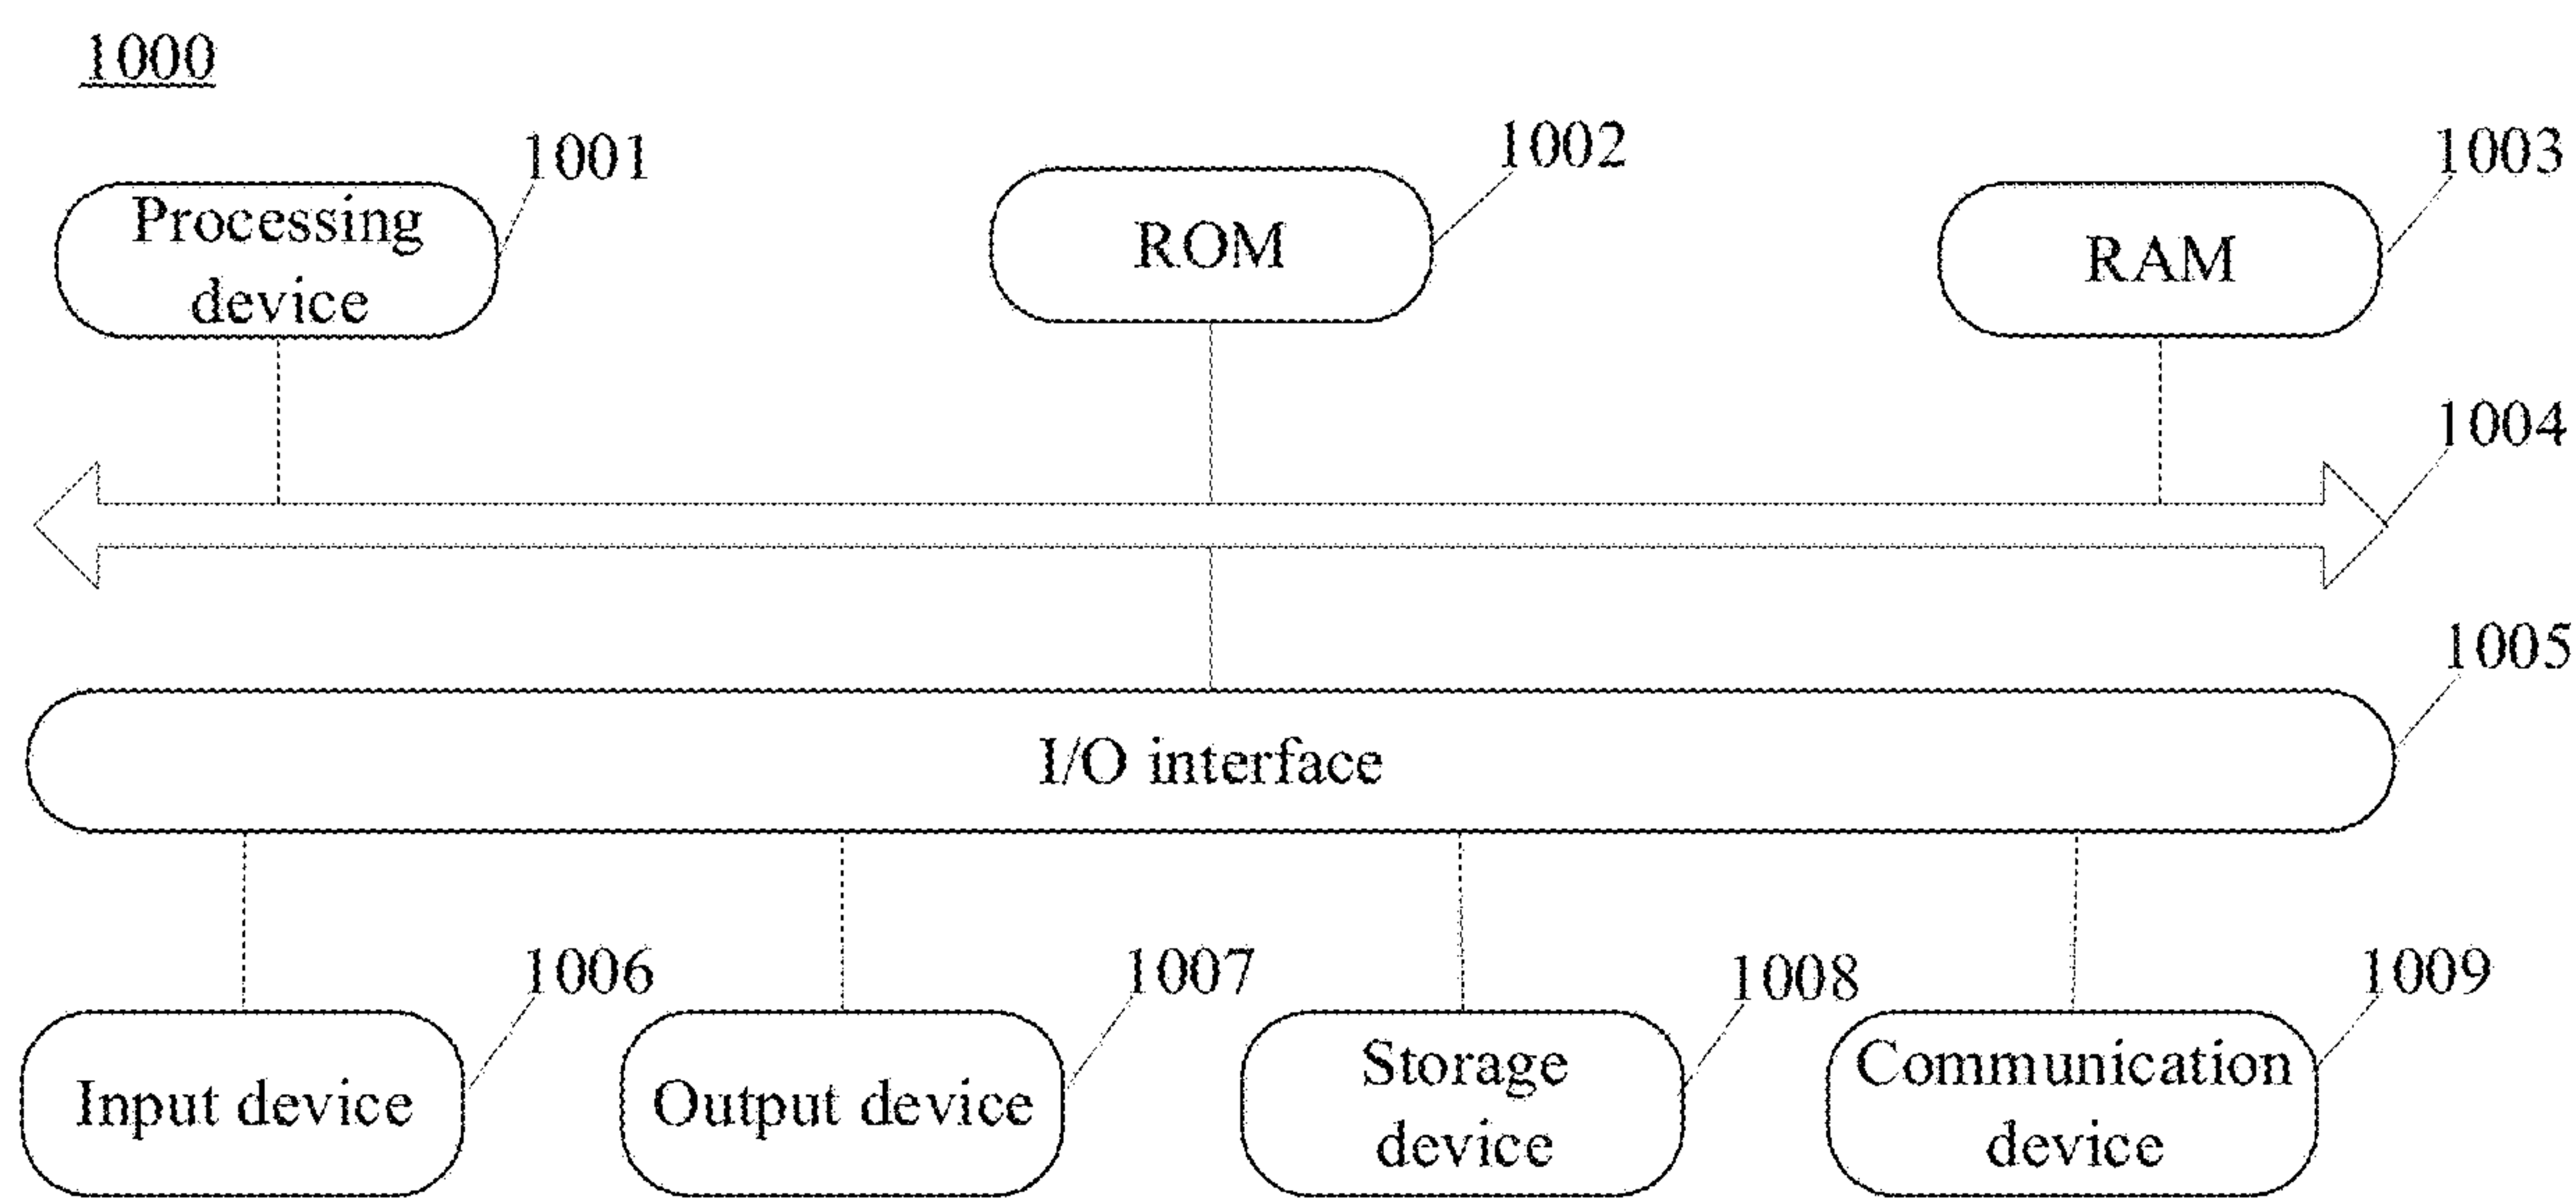 1000
1001
1002
1003
Processing
device
ROM
RAM
1004
1005
I/O interface
1006
1007
1008
1009
Input device
Output device
Storage
device
Communication
device